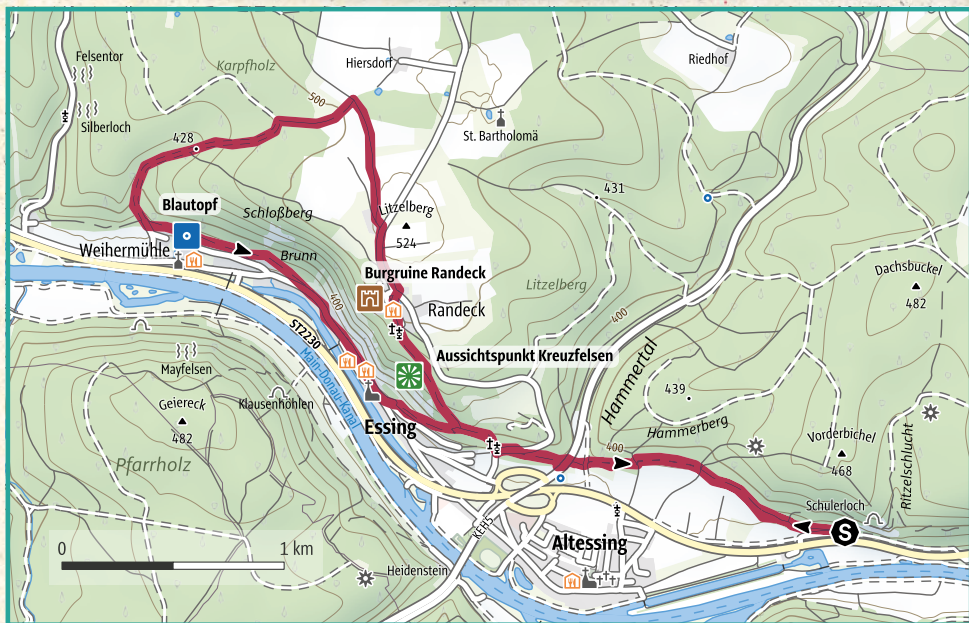 Felsentor
Karpfholz
Hiersdorf
Riedhof
500
Silberloch
428
St. Bartholomä
431
Blautopf
Schloßberg
Litzelberg
524
Weihermühle
Brunn
Burgruine Randeck
Litzelberg
Dachsbuckel
482
400
Randeck
400
ST2230
Main-Donau-Kanal
Aussichtspunkt Kreuzfelsen
Mayfelsen
Hammertal
Geiereck
482
Klausenhöhlen
439
Essing
Hammerberg
400
Vorderbichel
468
Ritzelschlucht
Pfarrholz
Schulerloch
S
KEH5
Altessing
0
1 km
Heidenstein